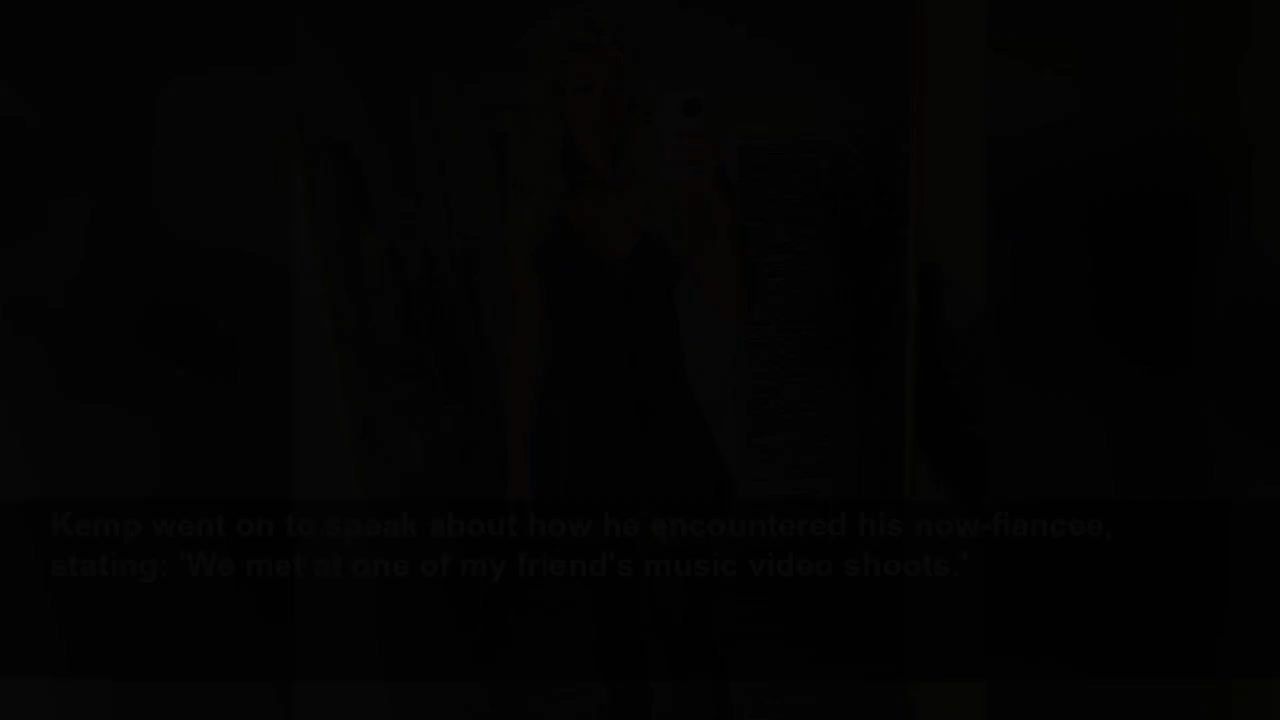 Kemp went on to speak about how he encountered his now-fiancee,
stating: 'We met at one of my friend's music video shoots.'